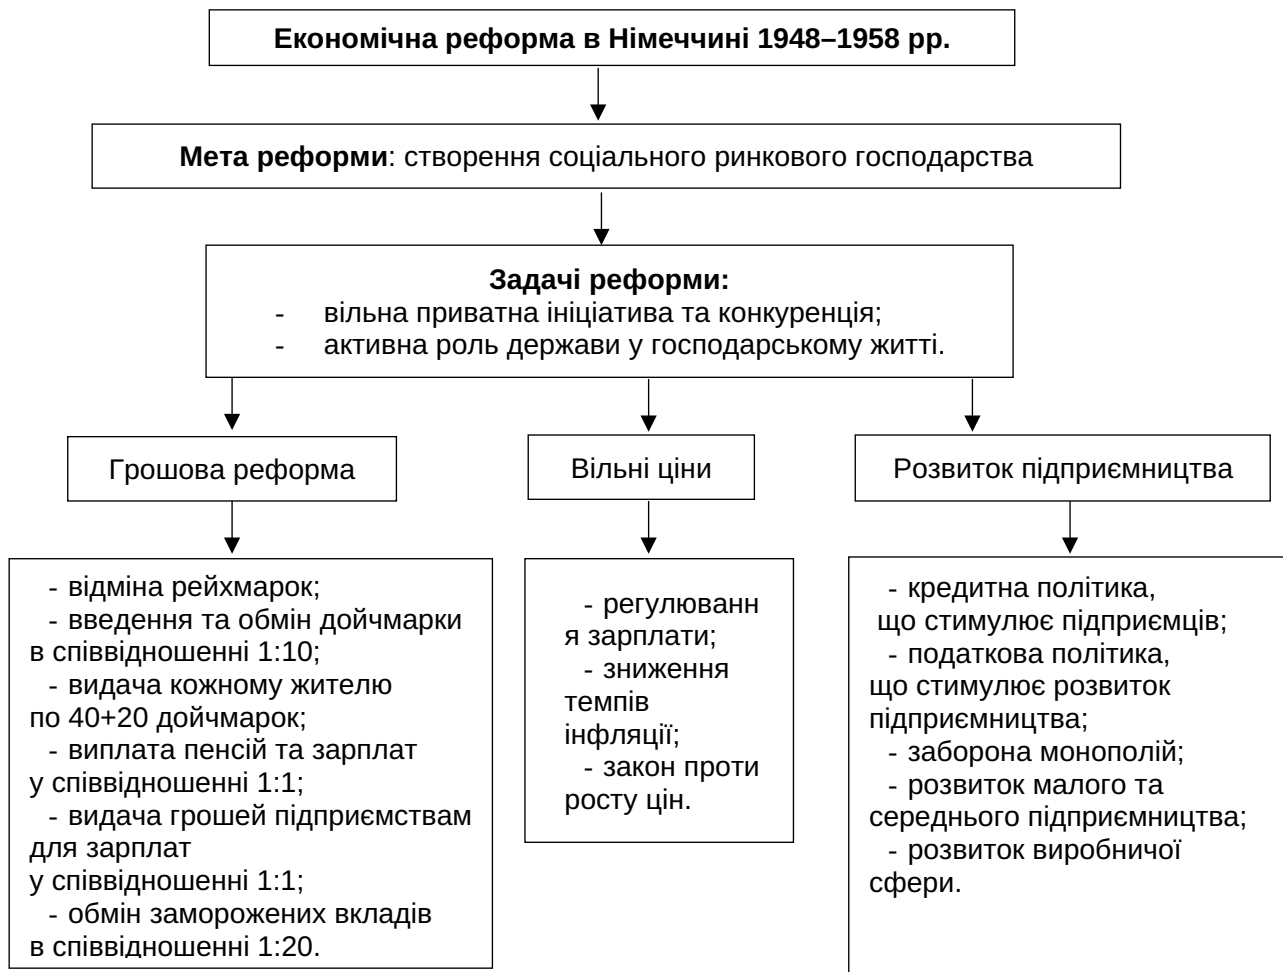 Економічна реформа в Німеччині 1948–1958 рр.
Мета реформи: створення соціального ринкового господарства
Задачі реформи:
- вільна приватна ініціатива та конкуренція;
- активна роль держави у господарському житті.
Грошова реформа
Вільні ціни
Розвиток підприємництва
- відміна рейхмарок;
- введення та обмін дойчмарки
в співвідношенні 1:10;
- видача кожному жителю
по 40+20 дойчмарок;
- виплата пенсій та зарплат
у співвідношенні 1:1;
- видача грошей підприємствам
для зарплат
у співвідношенні 1:1;
- обмін заморожених вкладів
в співвідношенні 1:20.
- регулюванн
я зарплати;
- зниження
темпів
інфляції;
- закон проти
росту цін.
- кредитна політика,
що стимулює підприємців;
- податкова політика,
що стимулює розвиток
підприємництва;
- заборона монополій;
- розвиток малого та
середнього підприємництва;
- розвиток виробничої
сфери.